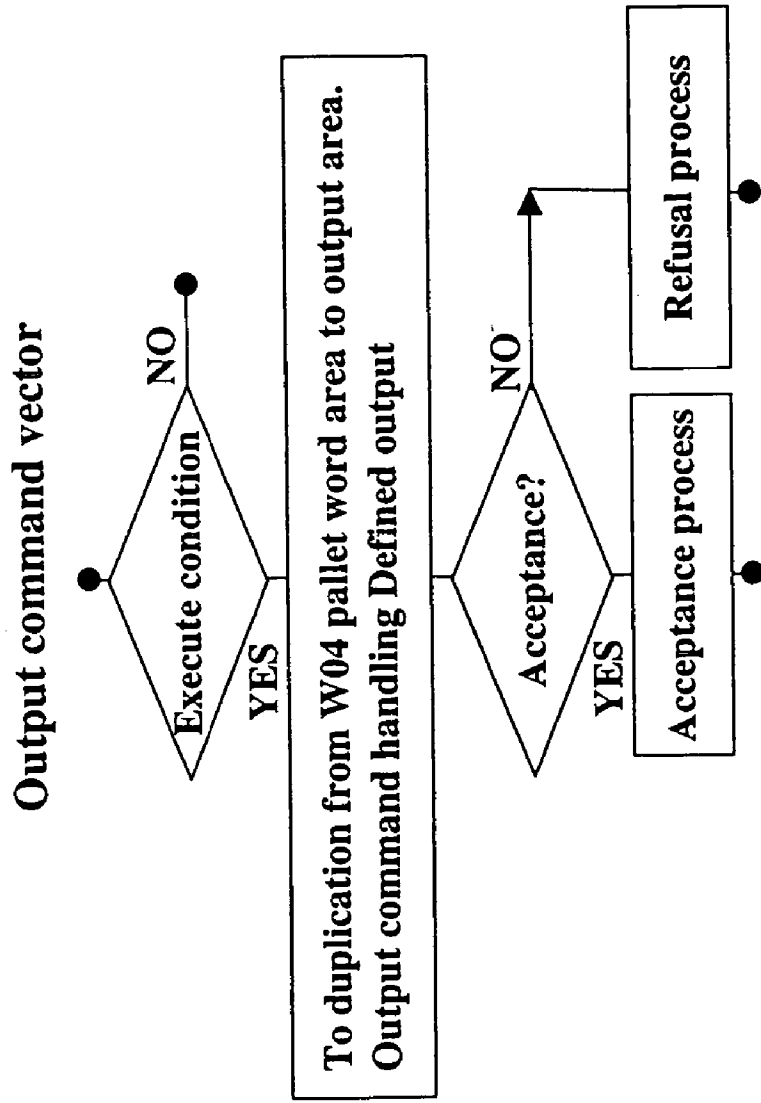 Output command vector
Execute condition
NO
YES
To duplication from W04 pallet word area to output area.
Output command handling Defined output
Acceptance?
NO
YES
Acceptance process
Refusal process